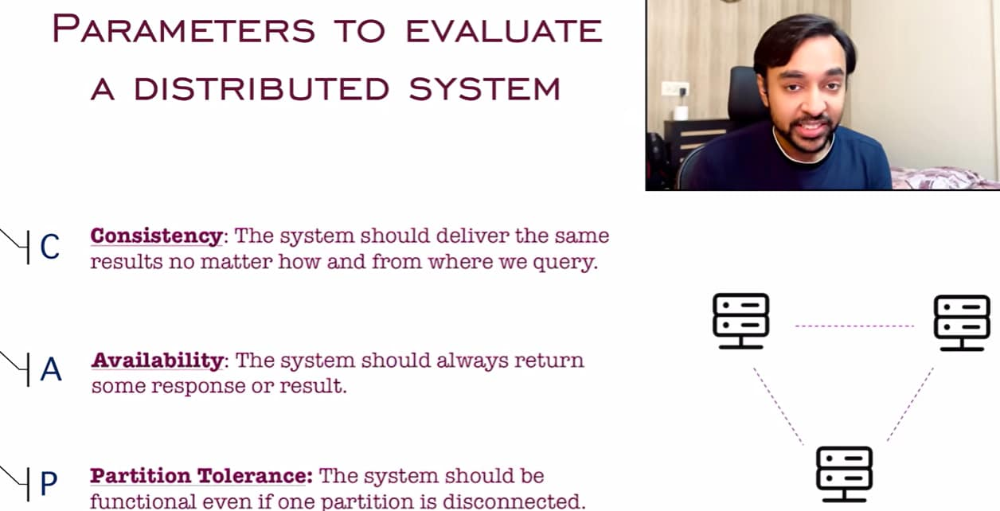 PARAMETERS TO EVALUATE
A DISTRIBUTED SYSTEM
C
Consistency: The system should deliver the same
results no matter how and from where we query.
A
Availability: The system should always return
some response or result.
P
Partition Tolerance: The system should be
functional even if one partition is disconnected.